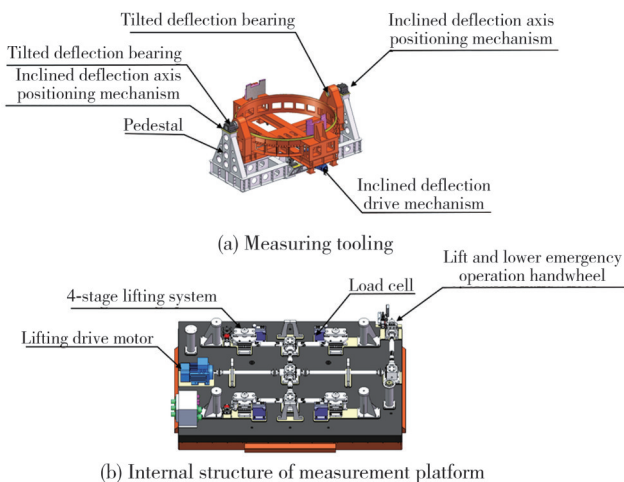 Tilted deflection bearing
Inclined deflection axis
positioning mechanism
Tilted deflection bearing
Inclined deflection axis
positioning mechanism
Pedestal
Inclined deflection
drive mechanism
(a) Measuring tooling
Lift and lower emergency
operation handwheel
Load cell
4-stage lifting system
Lifting drive motor
(b) Internal structure of measurement platform